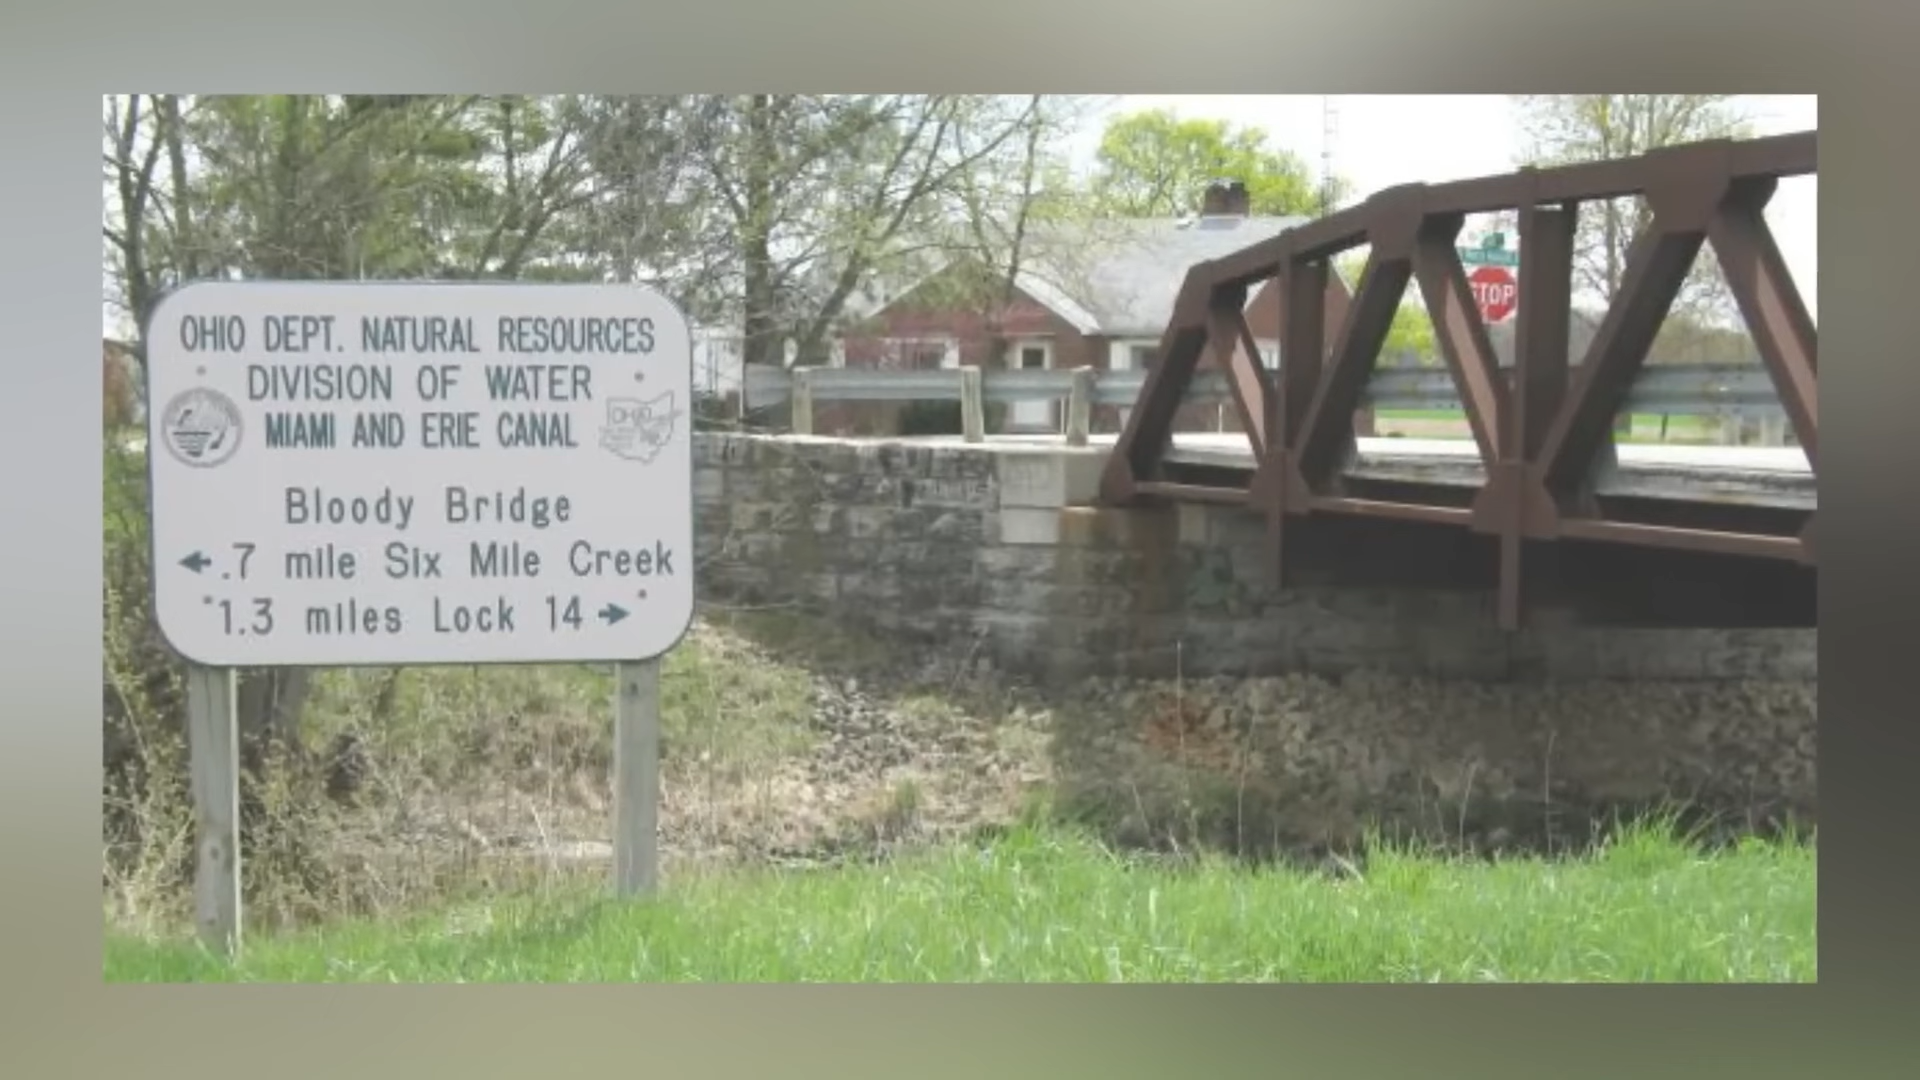 OHIO DEPT. NATURAL RESOURCES
DIVISION OF WATER
MIAMI AND ERIE CANAL
OHIO
Bloody Bridge
.7 mile Six Mile Creek
1.3 miles Lock 14
STOP